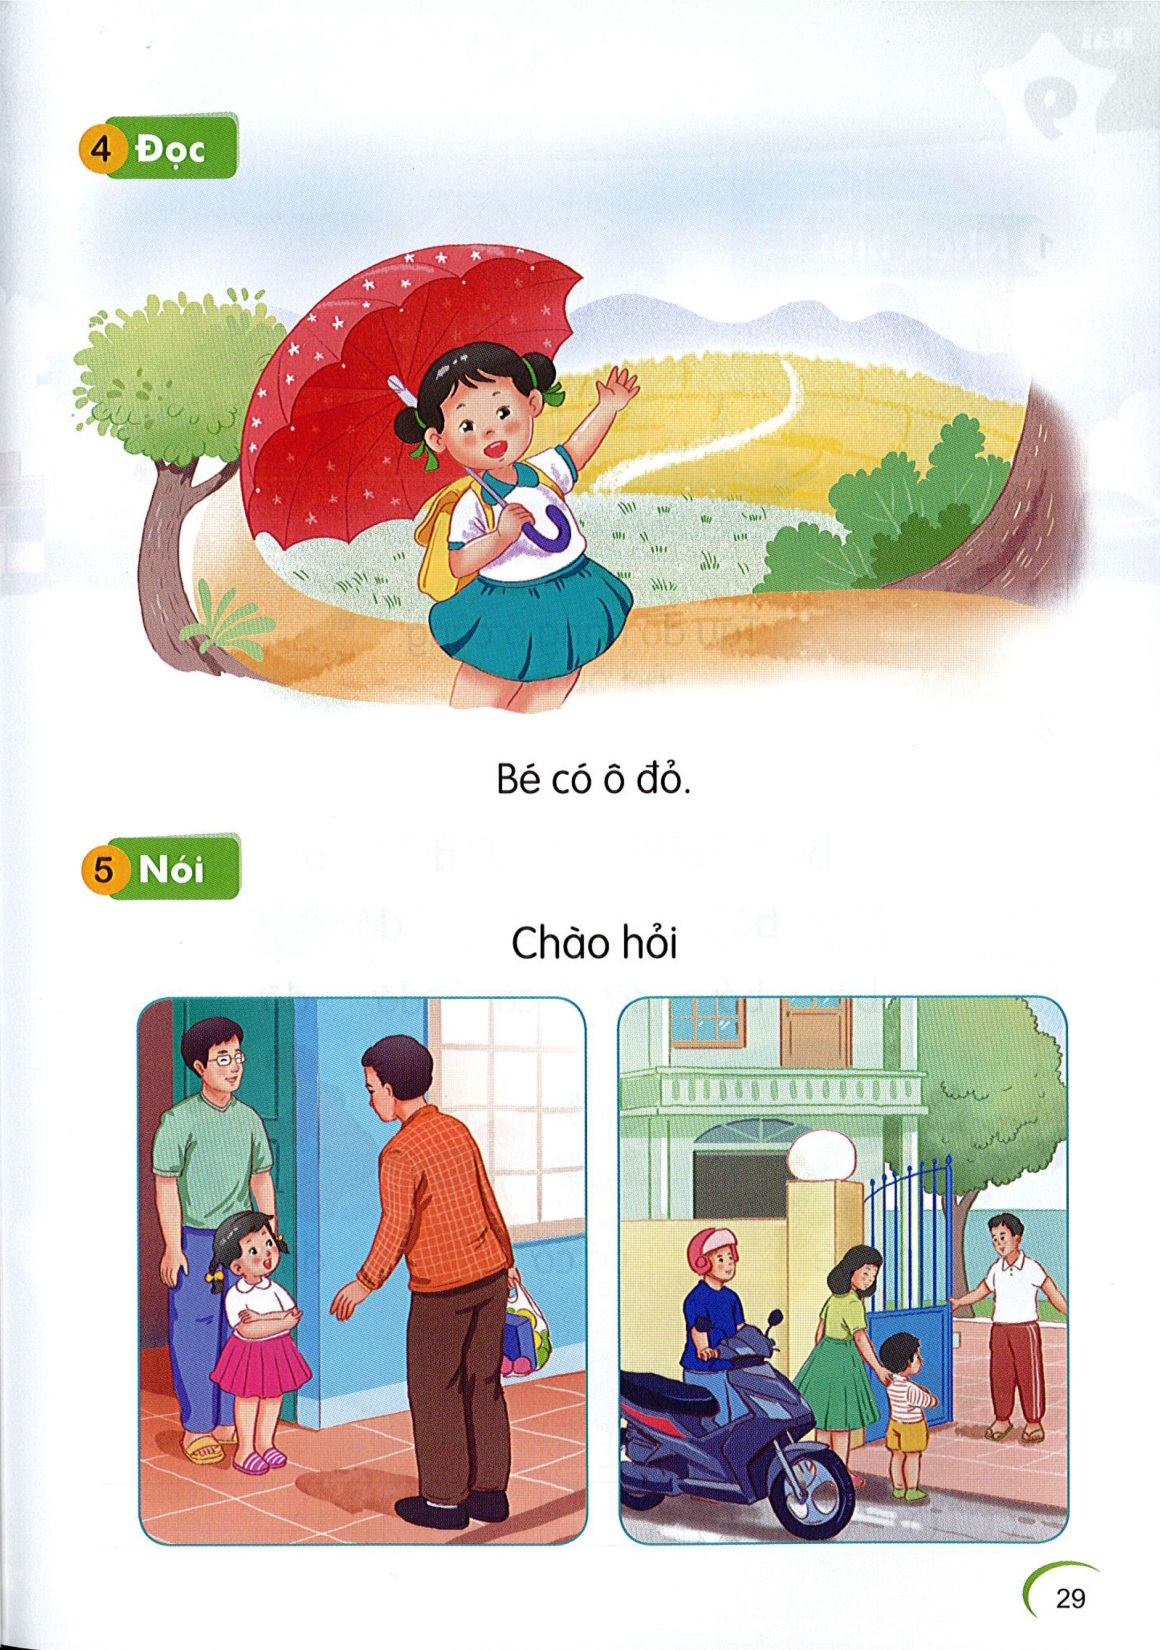 4 Đọc
Bé có ô đỏ.
5 Nói
Chào hỏi
29